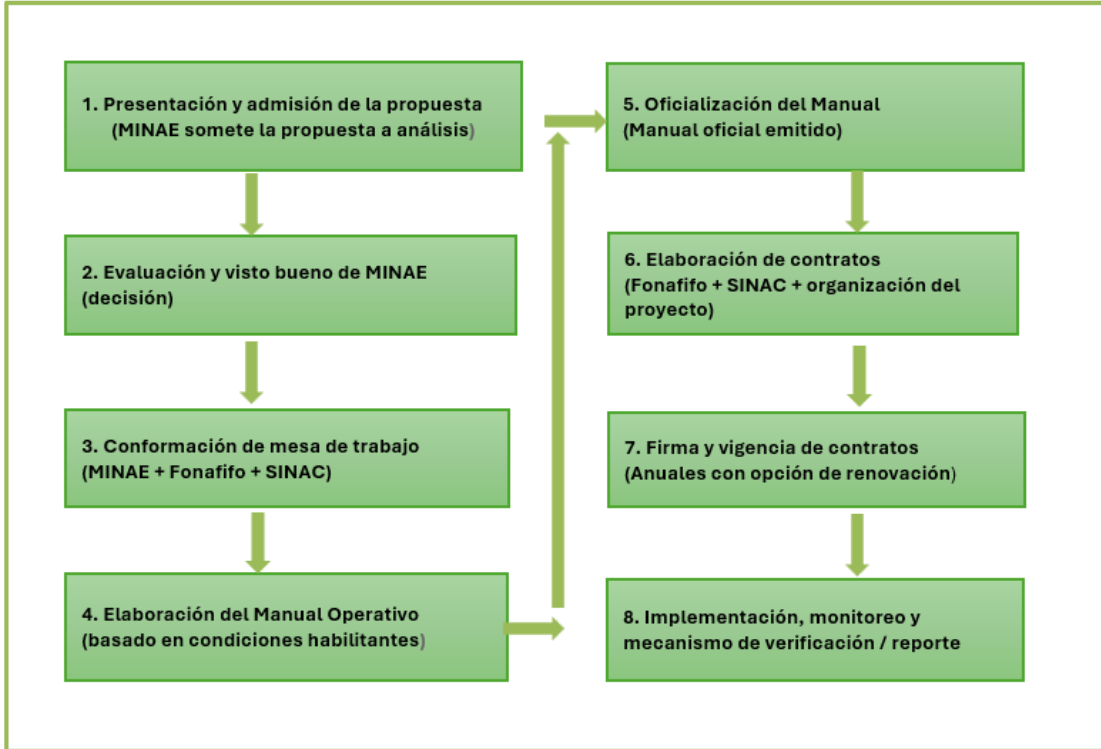 1. Presentación y admisión de la propuesta
(MINAE somete la propuesta a análisis)
2. Evaluación y visto bueno de MINAE
(decisión)
3. Conformación de mesa de trabajo
(MINAE + Fonafifo + SINAC)
4. Elaboración del Manual Operativo
(basado en condiciones habilitantes)
5. Oficialización del Manual
(Manual oficial emitido)
6. Elaboración de contratos
(Fonafifo + SINAC + organización del
proyecto)
7. Firma y vigencia de contratos
(Anuales con opción de renovación)
8. Implementación, monitoreo y
mecanismo de verificación / reporte